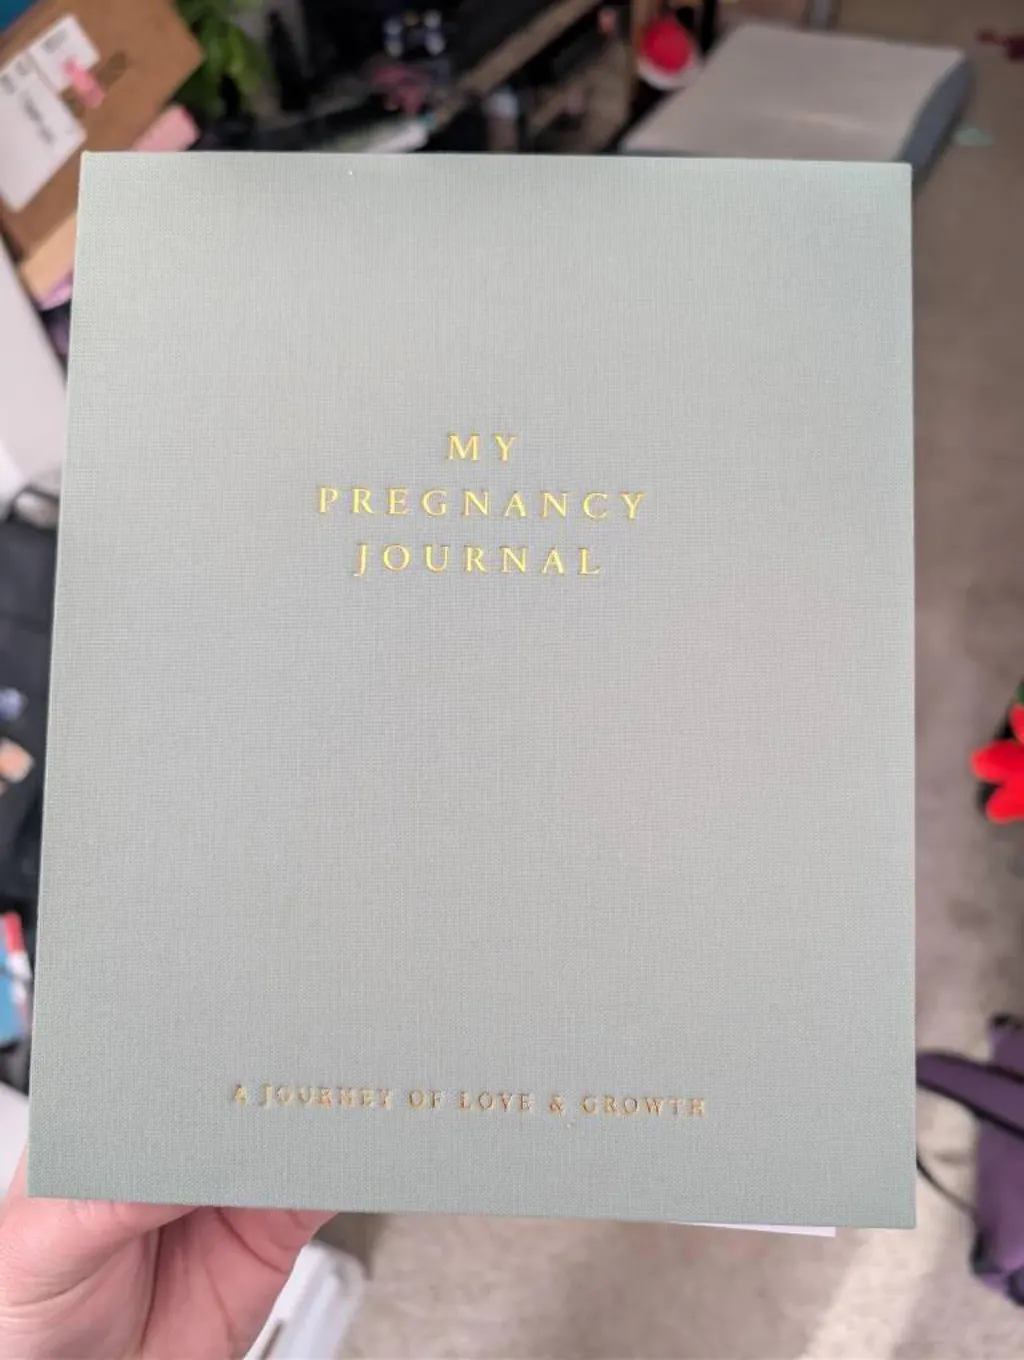 MY
PREGNANCY
JOURNAL
A JOURNEY OF LOVE & GROWTH